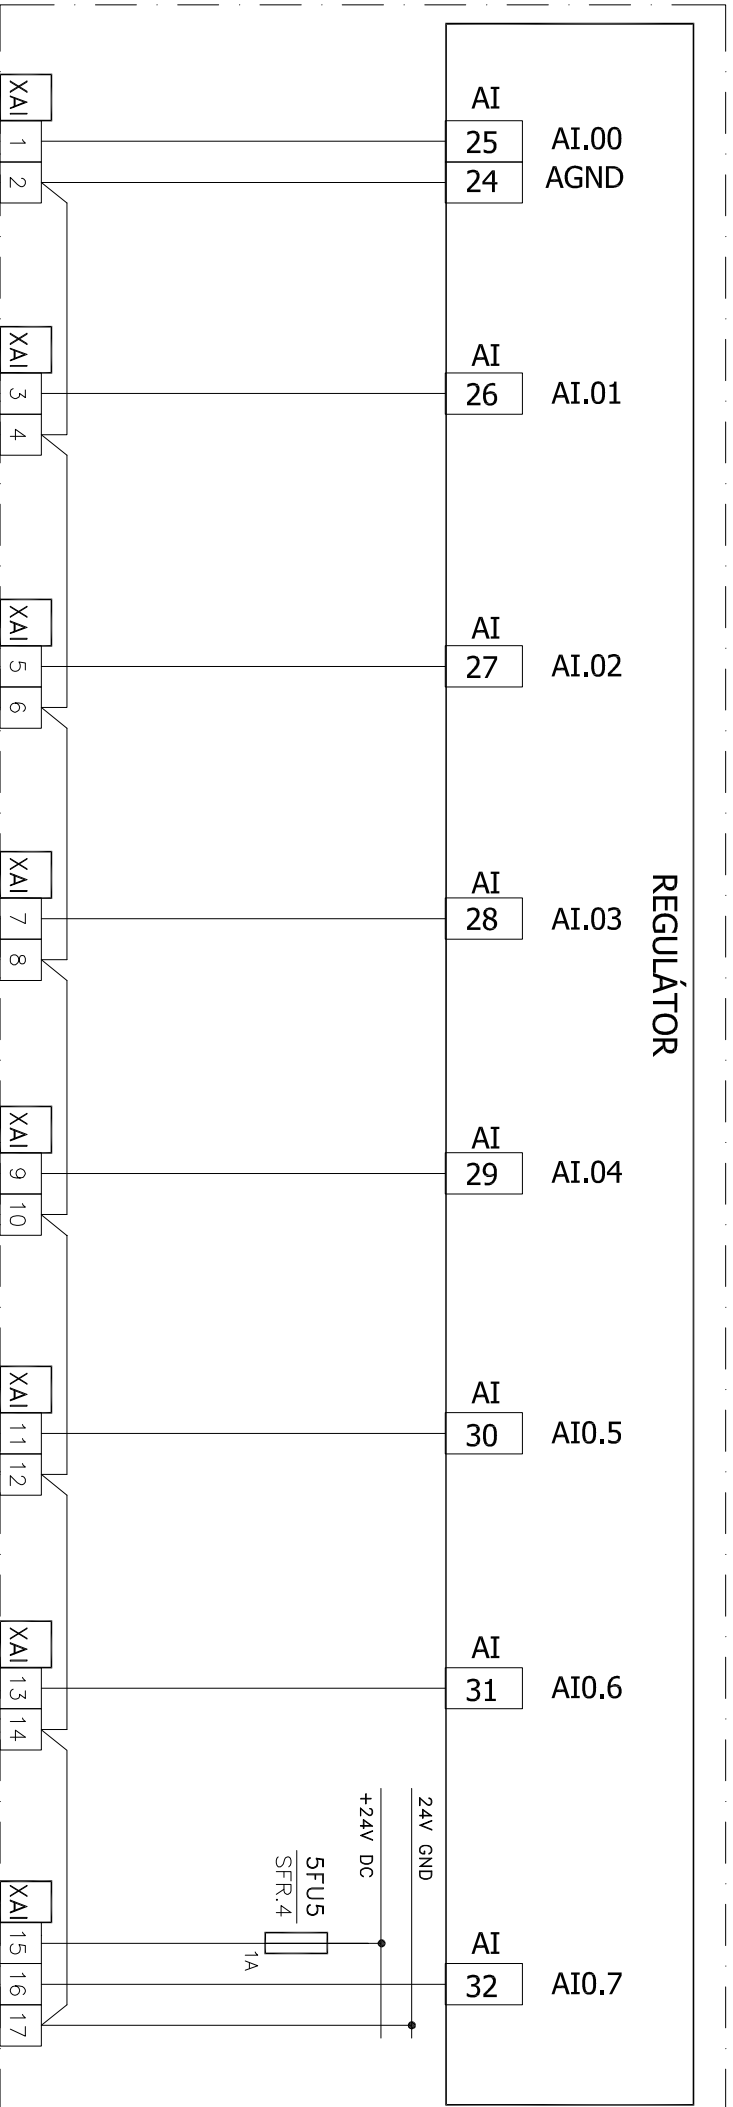 REGULÁTOR
AI
XAI
1
25
AI.00
2
24
AGND
XAI
AI
3
26
AI.01
4
XAI
AI
5
27
AI.02
6
XAI
AI
7
28
AI.03
8
XAI
AI
9
29
AI.04
10
XAI
AI
11
30
AI0.5
12
XAI
AI
13
31
AI0.6
14
24V GND
+24V DC
5FU5
SFR.4
1A
XAI
AI
15
16
32
AI0.7
17